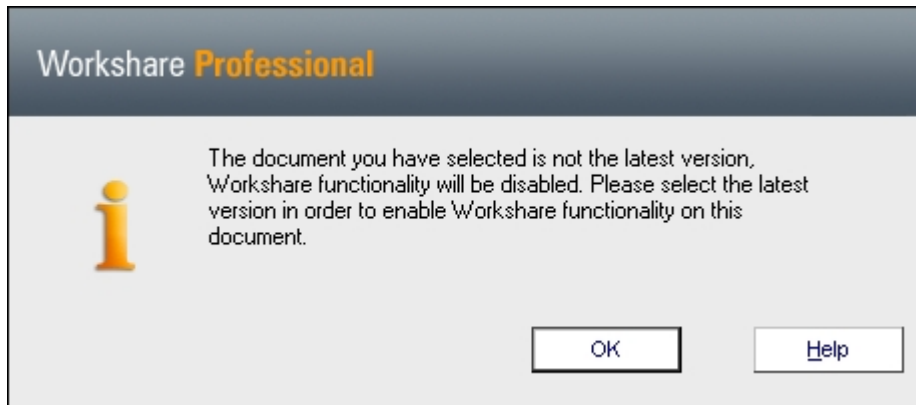 Workshare Professional
The document you have selected is not the latest version,
Workshare functionality will be disabled. Please select the latest
version in order to enable Workshare functionality on this
document.
OK
Help